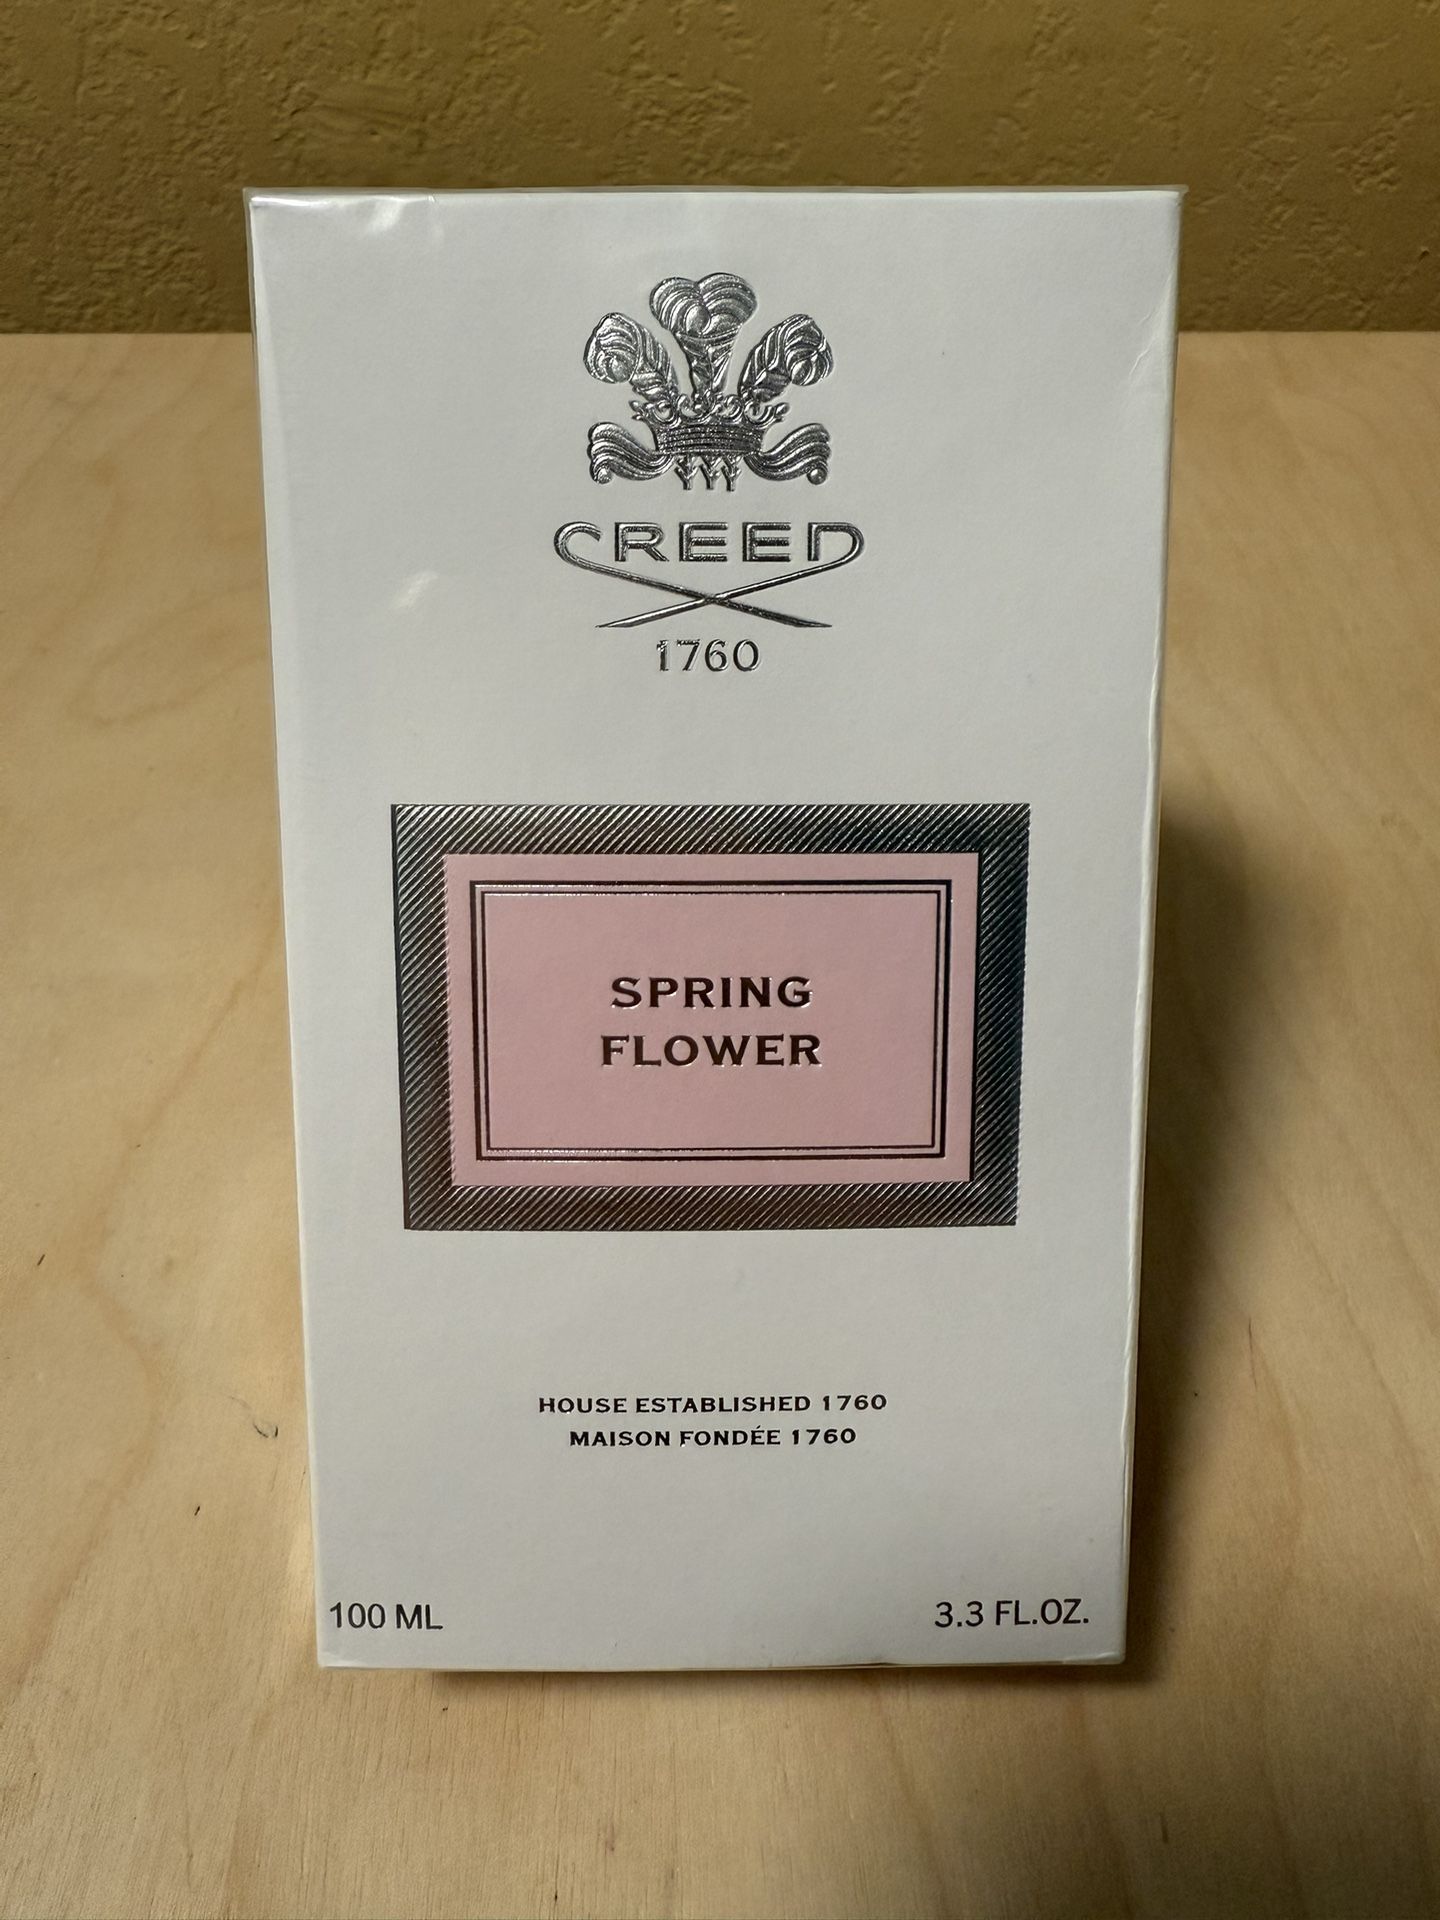 CREED
1760
SPRING
FLOWER
HOUSE ESTABLISHED 1760
MAISON FONDÉE 1760
100 ML
3.3 FL.OZ.